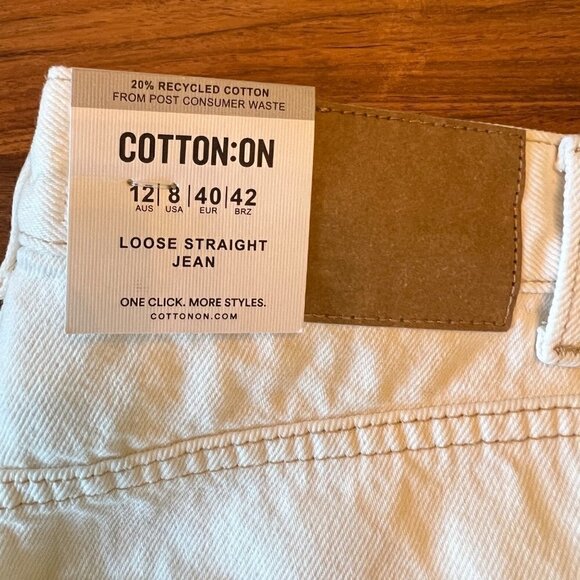 20% RECYCLED COTTON
FROM POST CONSUMER WASTE
COTTON:ON
12|8|40|42
AUS USA EUR BRZ
LOOSE STRAIGHT
JEAN
ONE CLICK. MORE STYLES.
COTTONON.COM